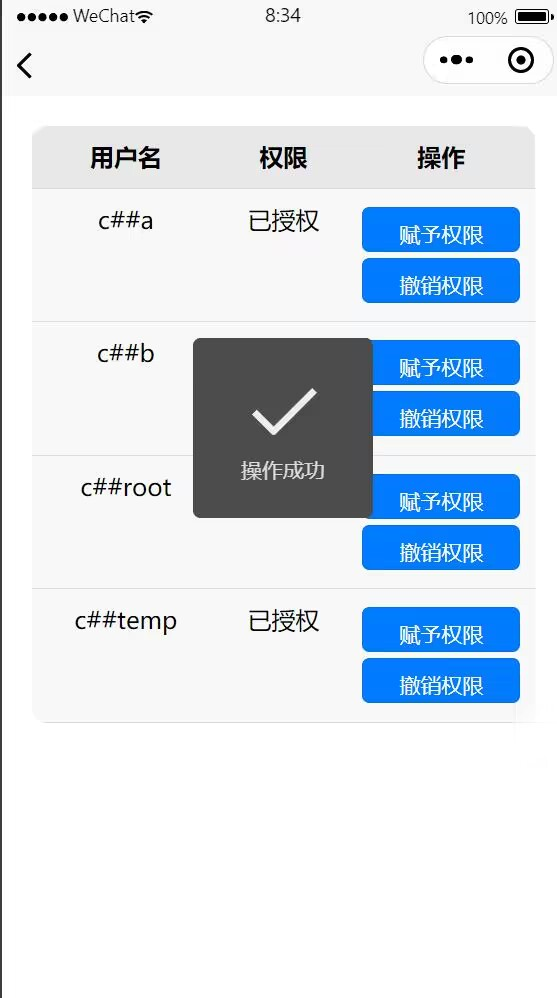 WeChat 8:34 100%
用户名 权限 操作
c##a 已授权 赋予权限
撤销权限
c##b 赋予权限
撤销权限
操作成功
c##root 赋予权限
撤销权限
c##temp 已授权 赋予权限
撤销权限